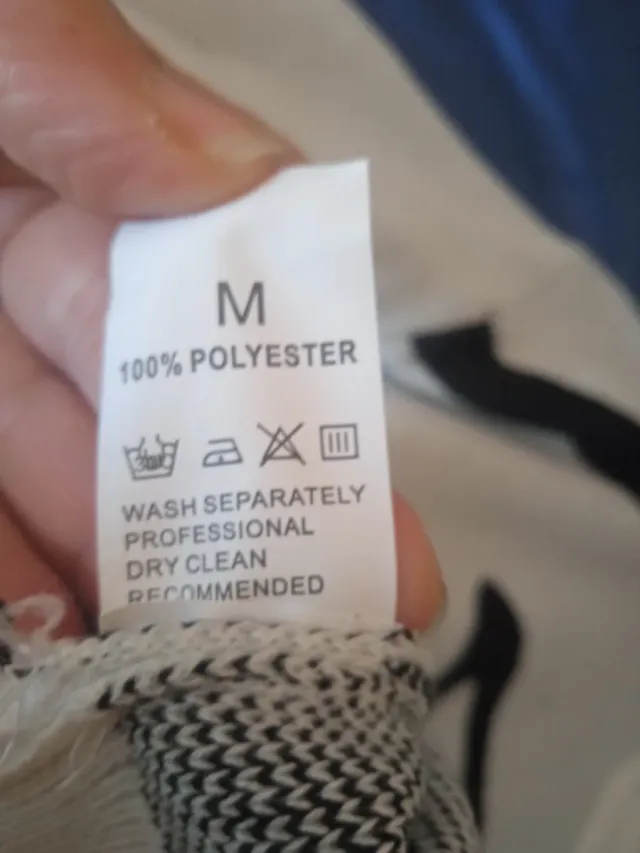 M
100% POLYESTER
WASH SEPARATELY
PROFESSIONAL
DRY CLEAN
RECOMMENDED